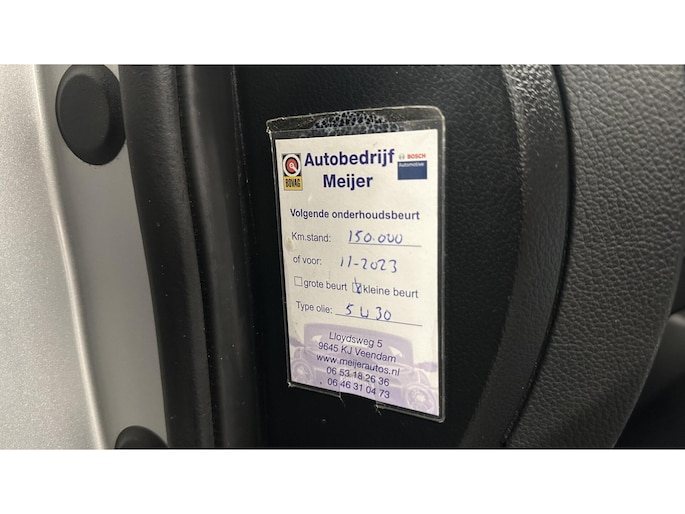 Autobedrijf
Meijer
BOVAG
BOSCH
Automotive
Volgende onderhoudsbeurt
Km.stand: 150.000
of voor: 11-2023
grote beurt kleine beurt
Type olie: 5 W 30
Lloydsweg 5
9645 KJ Veendam
www.meijerautos.nl
06 53 18 26 36
06 46 31 04 73